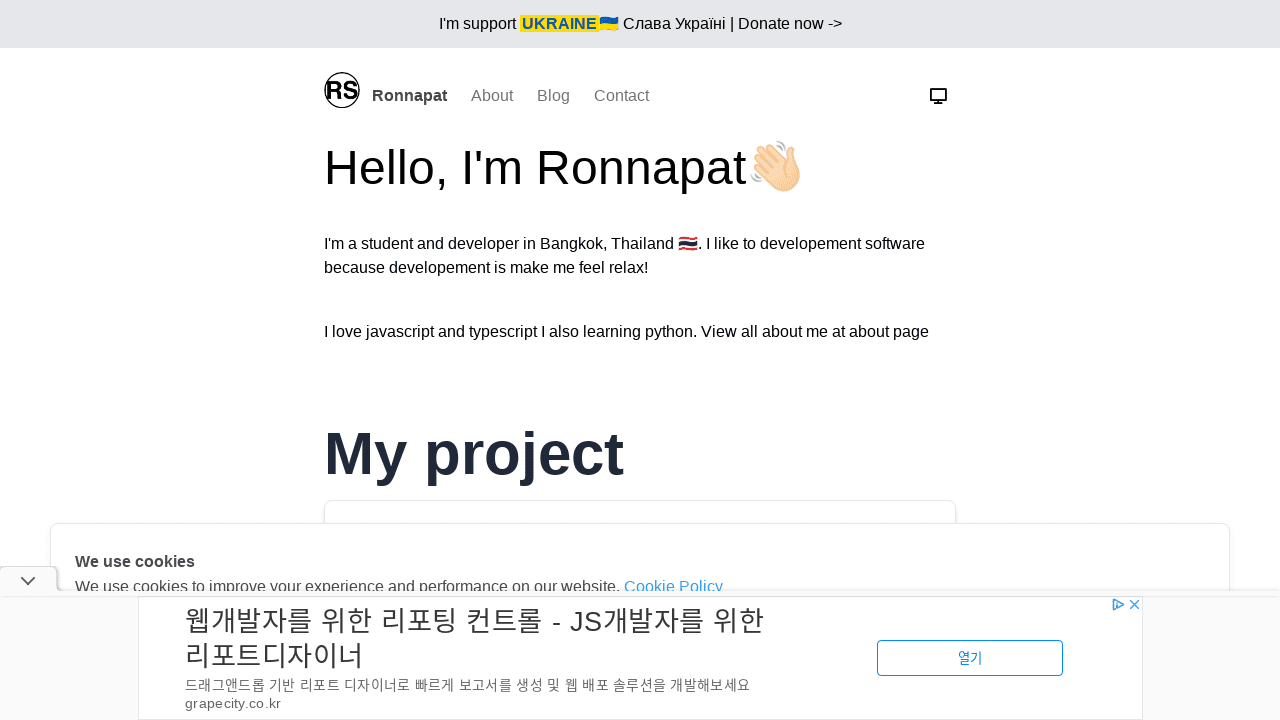 I'm support UKRAINE🇺🇦 Слава Україні | Donate now ->
RS Ronnapat About Blog Contact
Hello, I'm Ronnapat👋🏻
I'm a student and developer in Bangkok, Thailand 🇹🇭. I like to developement software
because developement is make me feel relax!
I love javascript and typescript I also learning python. View all about me at about page
My project
We use cookies
We use cookies to improve your experience and performance on our website. Cookie Policy
웹개발자를 위한 리포팅 컨트롤 - JS개발자를 위한
리포트디자이너
드래그앤드롭 기반 리포트 디자이너로 빠르게 보고서를 생성 및 웹 배포 솔루션을 개발해보세요
grapecity.co.kr
열기